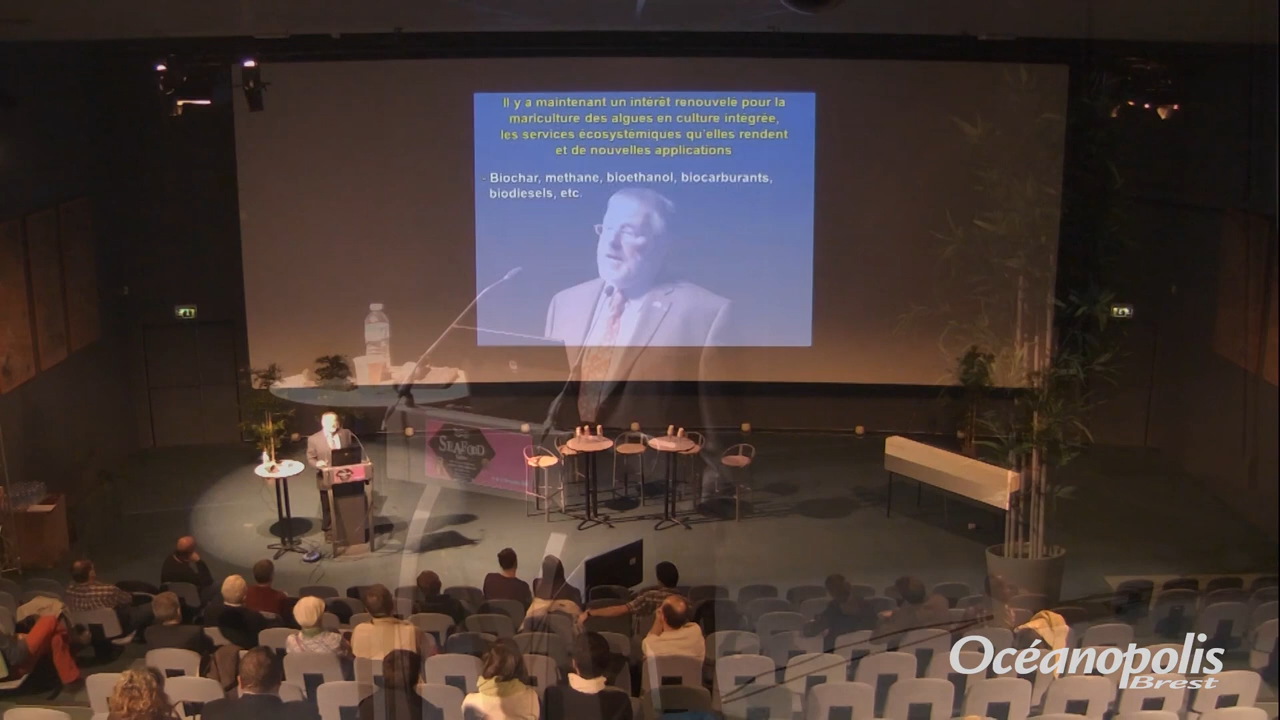 Il y a maintenant un intérêt renouvelé pour la
mariculture des algues en culture intégrée,
les services écosystémiques qu'elles rendent
et de nouvelles applications
- Biochar, methane, bioethanol, biocarburants,
biodiesels, etc.
SEAFOOD
Océanopolis
Brest